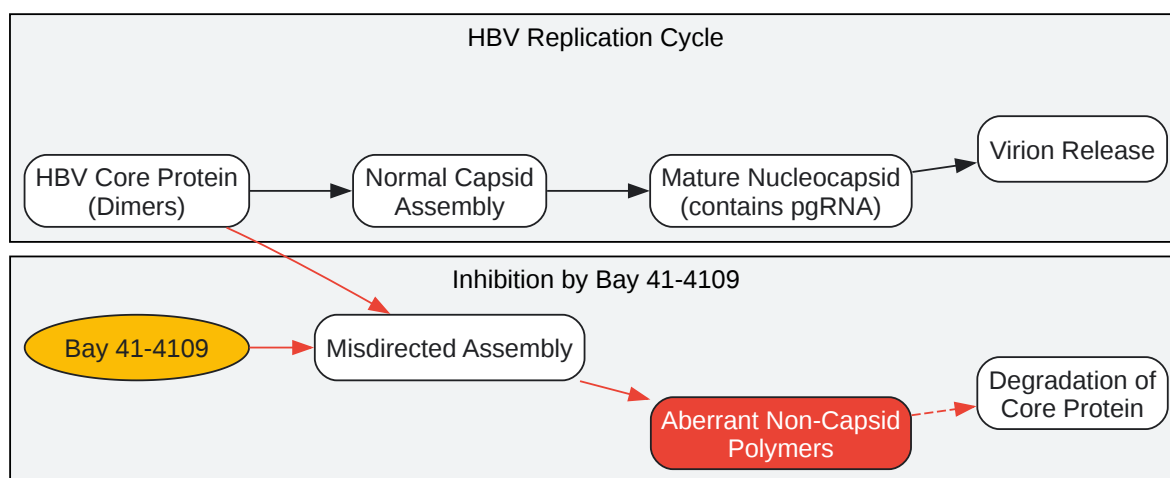 HBV Replication Cycle
HBV Core Protein
(Dimers)
Normal Capsid
Assembly
Mature Nucleocapsid
(contains pgRNA)
Virion Release
Inhibition by Bay 41-4109
Bay 41-4109
Misdirected Assembly
Aberrant Non-Capsid
Polymers
Degradation of
Core Protein